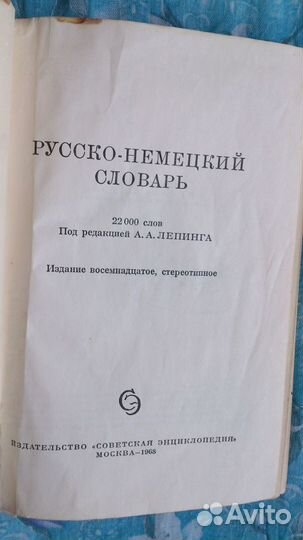 РУССКО-НЕМЕЦКИЙ
СЛОВАРЬ
22 000 слов
Под редакцией А. А. ЛЕПИНГА
Издание восемнадцатое, стереотипное
ИЗДАТЕЛЬСТВО «СОВЕТСКАЯ ЭНЦИКЛОПЕДИЯ»
МОСКВА—1968
Avito